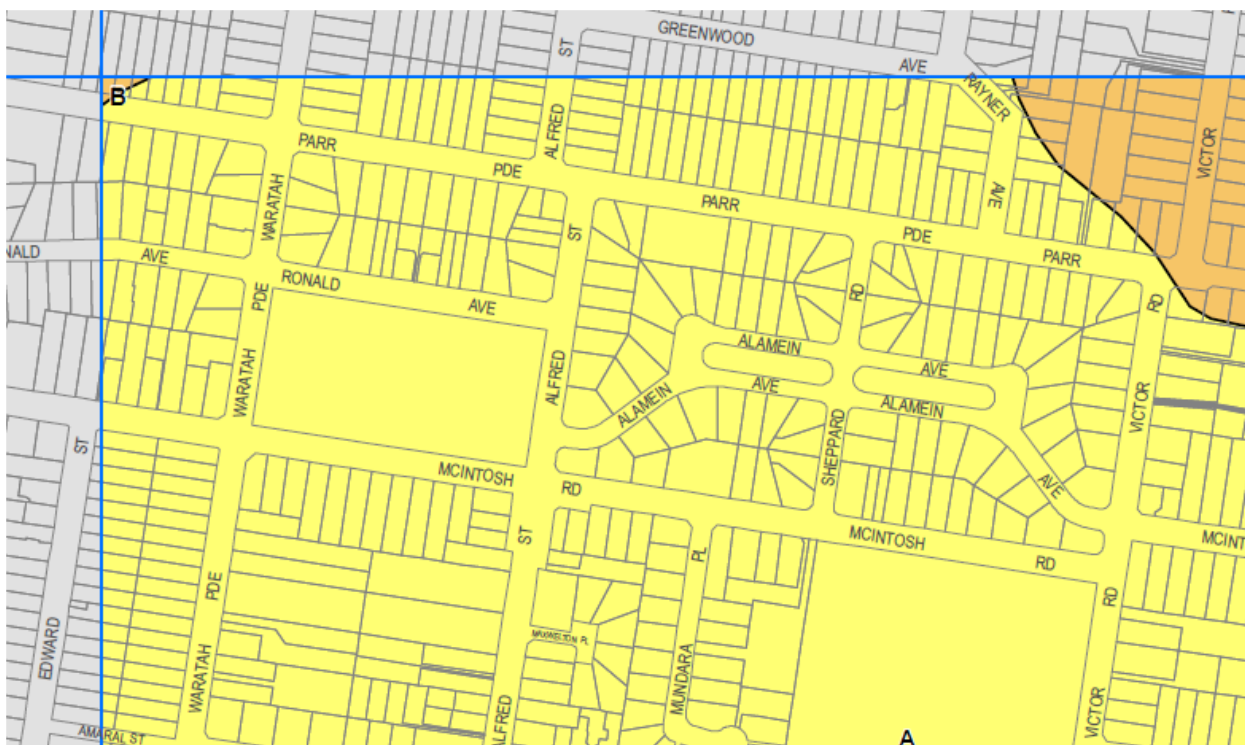 GREENWOOD
AVE
ST
RAYNER
B
PARR
PDE
ALFRED
VICTOR
WARATAH
PARR
AVE
PDE
PARR
ST
NALD
AVE
RONALD
AVE
PDE
RD
RD
ALAMEIN
AVE
AVE
ALAMEIN
WARATAH
ALFRED
ALAMEIN
VICTOR
ST
MCINTOSH
RD
SHEPPARD
AVE
ST
PL
MCINTOSH
RD
MCINT
PDE
RD
EDWARD
MAXWELTON PL
WARATAH
MUNDARA
ALFRED
VICTOR
AMARAL ST
A